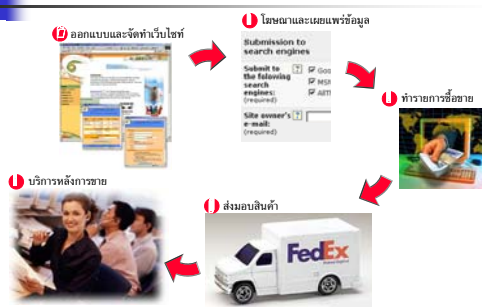 ออกแบบและจัดทำเว็บไซท์
โฆษณาและเผยแพร่ข้อมูล
Submission to
search engines
Submit to
the following
search
engines:
(required)
?
Goo
MSN
Site owner's
e-mail:
(required)
?
ทำรายการซื้อขาย
ส่งมอบสินค้า
FedEx
บริการหลังการขาย